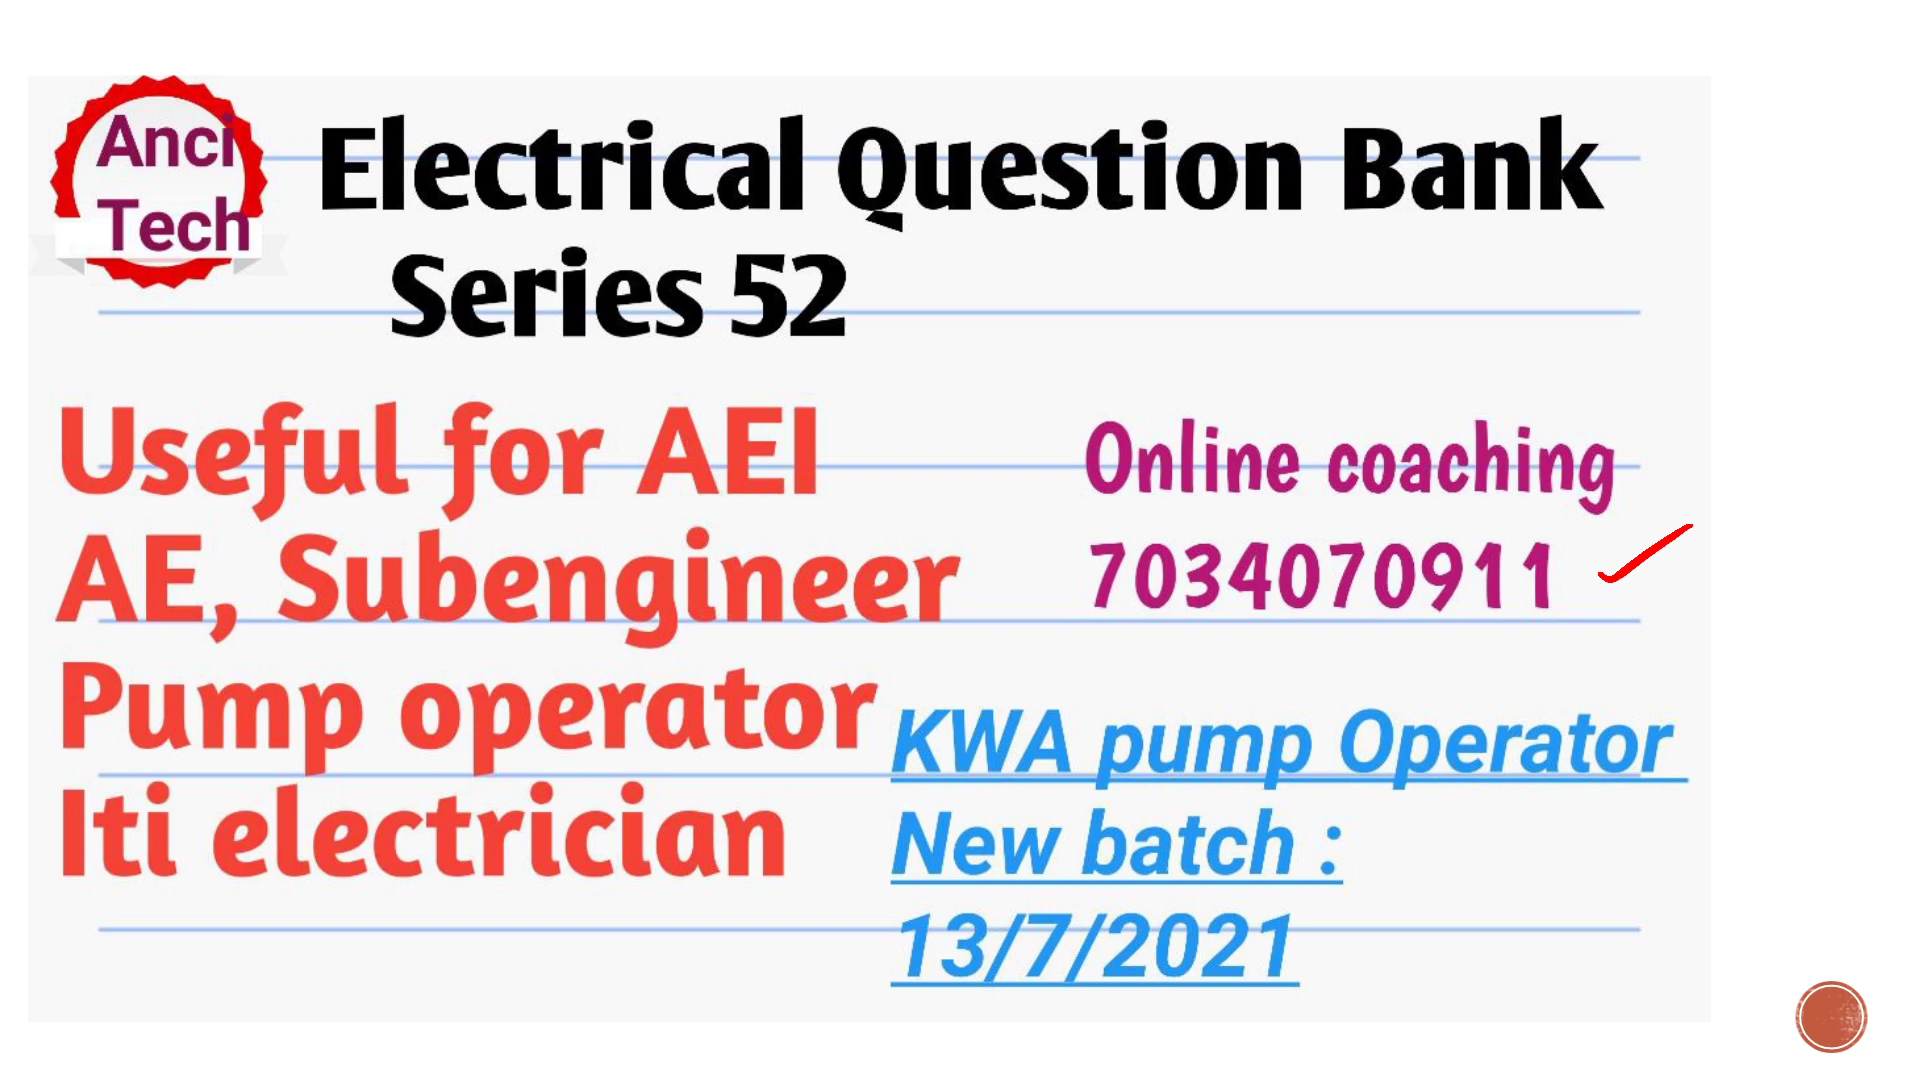 Anci
Tech
Electrical Question Bank
Series 52
Useful for AEI
AE, Subengineer
Pump operator
Iti electrician
Online coaching
7034070911
KWA pump Operator
New batch :
13/7/2021